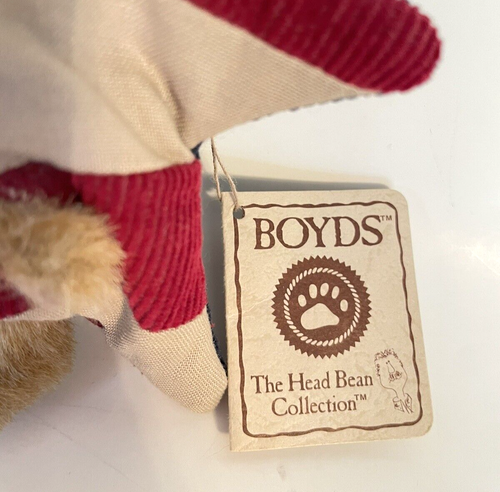 BOYDS™
The Head Bean
Collection™